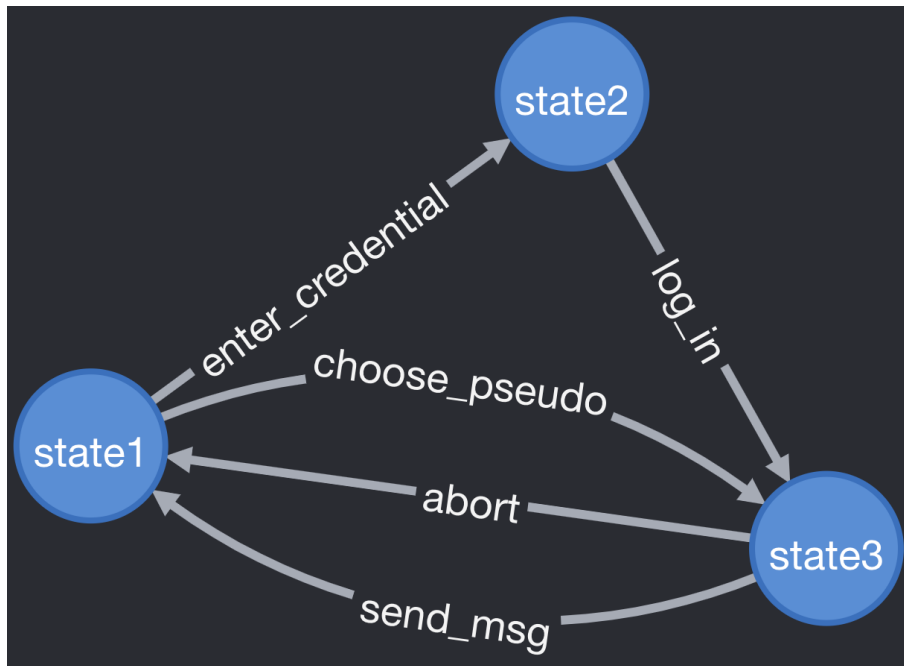 state2
enter_credential
log_in
choose_pseudo
state1
abort
state3
send_msg